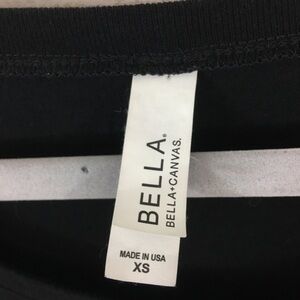 BELLA®
BELLA+CANVAS.
MADE IN USA
XS